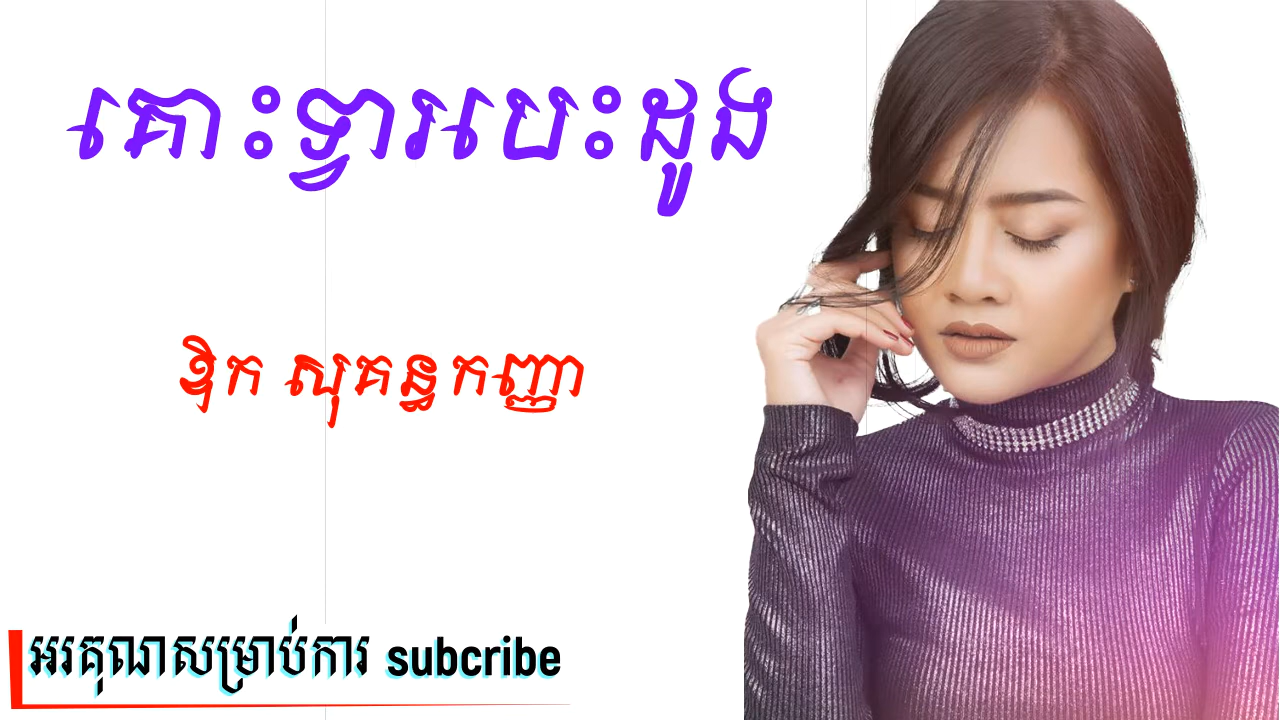 គោះទ្វារបេះដូង
ឱក សុគន្ធកញ្ញា
អរគុណសម្រាប់ការ subcribe